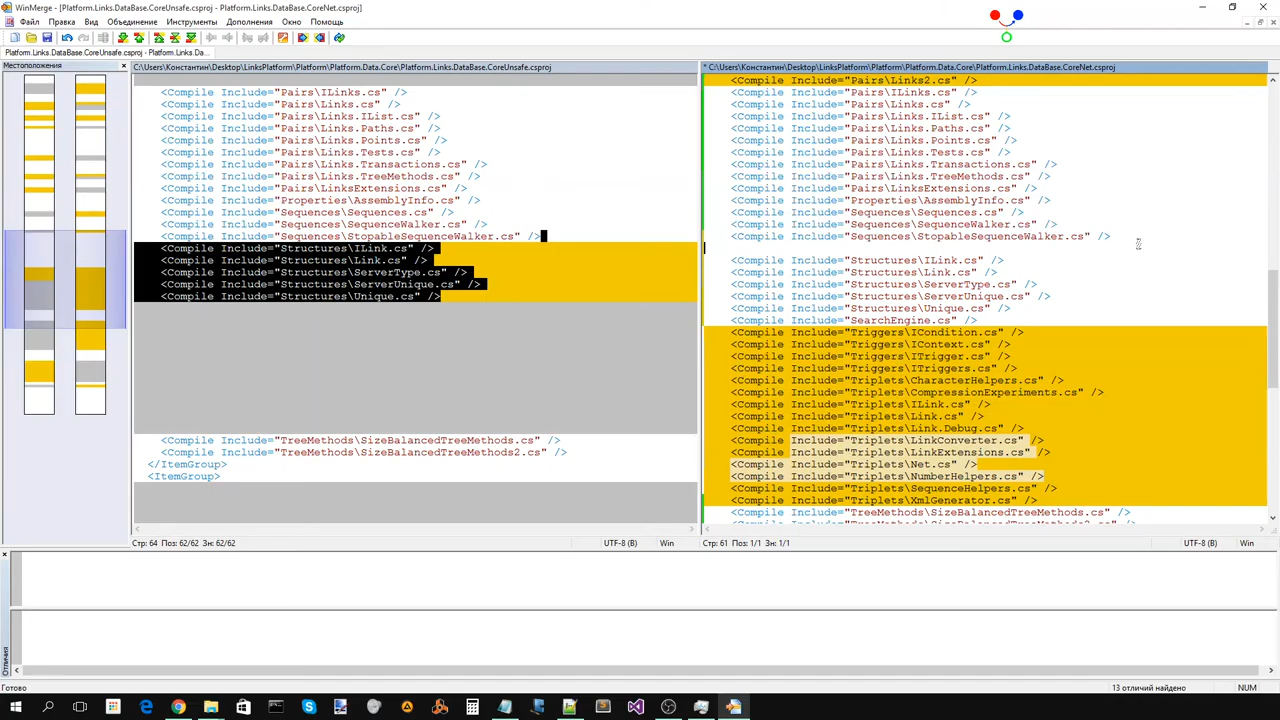 WinMerge - [Platform.Links.DataBase.CoreUnsafe.csproj - Platform.Links.DataBase.CoreNet.csproj]
Файл Правка Вид Объединение Инструменты Дополнения Окно Помощь
Platform.Links.DataBase.CoreUnsafe.csproj - Platform.Links.Da...
Местоположения
C:\Users\Константин\Desktop\LinksPlatform\Platform\Platform.Data.Core\Platform.Links.DataBase.CoreUnsafe.csproj
<Compile Include="Pairs\ILinks.cs" />
<Compile Include="Pairs\Links.cs" />
<Compile Include="Pairs\Links.IList.cs" />
<Compile Include="Pairs\Links.Paths.cs" />
<Compile Include="Pairs\Links.Points.cs" />
<Compile Include="Pairs\Links.Tests.cs" />
<Compile Include="Pairs\Links.Transactions.cs" />
<Compile Include="Pairs\Links.TreeMethods.cs" />
<Compile Include="Pairs\LinksExtensions.cs" />
<Compile Include="Properties\AssemblyInfo.cs" />
<Compile Include="Sequences\Sequences.cs" />
<Compile Include="Sequences\SequenceWalker.cs" />
<Compile Include="Sequences\StopableSequenceWalker.cs" />
<Compile Include="Structures\ILink.cs" />
<Compile Include="Structures\Link.cs" />
<Compile Include="Structures\ServerType.cs" />
<Compile Include="Structures\ServerUnique.cs" />
<Compile Include="Structures\Unique.cs" />
<Compile Include="TreeMethods\SizeBalancedTreeMethods.cs" />
<Compile Include="TreeMethods\SizeBalancedTreeMethods2.cs" />
</ItemGroup>
<ItemGroup>
Стр: 64 Поз: 62/62 Зн: 62/62
UTF-8 (B)
Win
* C:\Users\Константин\Desktop\LinksPlatform\Platform\Platform.Data.Core\Platform.Links.DataBase.CoreNet.csproj
<Compile Include="Pairs\Links2.cs" />
<Compile Include="Pairs\ILinks.cs" />
<Compile Include="Pairs\Links.cs" />
<Compile Include="Pairs\Links.IList.cs" />
<Compile Include="Pairs\Links.Paths.cs" />
<Compile Include="Pairs\Links.Points.cs" />
<Compile Include="Pairs\Links.Tests.cs" />
<Compile Include="Pairs\Links.Transactions.cs" />
<Compile Include="Pairs\Links.TreeMethods.cs" />
<Compile Include="Pairs\LinksExtensions.cs" />
<Compile Include="Properties\AssemblyInfo.cs" />
<Compile Include="Sequences\Sequences.cs" />
<Compile Include="Sequences\SequenceWalker.cs" />
<Compile Include="Sequences\StopableSequenceWalker.cs" />
<Compile Include="Structures\ILink.cs" />
<Compile Include="Structures\Link.cs" />
<Compile Include="Structures\ServerType.cs" />
<Compile Include="Structures\ServerUnique.cs" />
<Compile Include="Structures\Unique.cs" />
<Compile Include="SearchEngine.cs" />
<Compile Include="Triggers\ICondition.cs" />
<Compile Include="Triggers\IContext.cs" />
<Compile Include="Triggers\ITrigger.cs" />
<Compile Include="Triggers\ITriggers.cs" />
<Compile Include="Triplets\CharacterHelpers.cs" />
<Compile Include="Triplets\CompressionExperiments.cs" />
<Compile Include="Triplets\ILink.cs" />
<Compile Include="Triplets\Link.cs" />
<Compile Include="Triplets\Link.Debug.cs" />
<Compile Include="Triplets\LinkConverter.cs" />
<Compile Include="Triplets\LinkExtensions.cs" />
<Compile Include="Triplets\Net.cs" />
<Compile Include="Triplets\NumberHelpers.cs" />
<Compile Include="Triplets\SequenceHelpers.cs" />
<Compile Include="Triplets\XmlGenerator.cs" />
<Compile Include="TreeMethods\SizeBalancedTreeMethods.cs" />
<Compile Include="TreeMethods\SizeBalancedTreeMethods2.cs" />
Стр: 61 Поз: 1/1 Зн: 1/1
UTF-8 (B)
Win
Отличия
Готово
13 отличий найдено
NUM